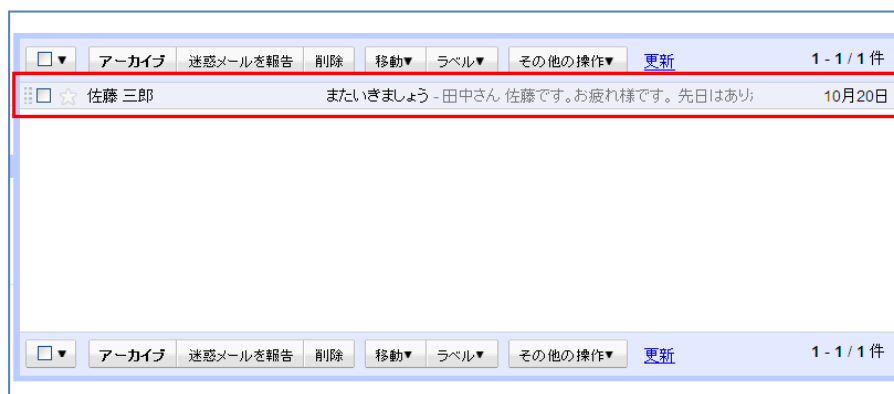 ▼ アーカイブ 迷惑メールを報告 削除 移動▼ ラベル▼ その他の操作▼ 更新 1 - 1 / 1 件
佐藤 三郎 またいきましょう - 田中さん 佐藤です。お疲れ様です。 先日はあり 10月20日
▼ アーカイブ 迷惑メールを報告 削除 移動▼ ラベル▼ その他の操作▼ 更新 1 - 1 / 1 件